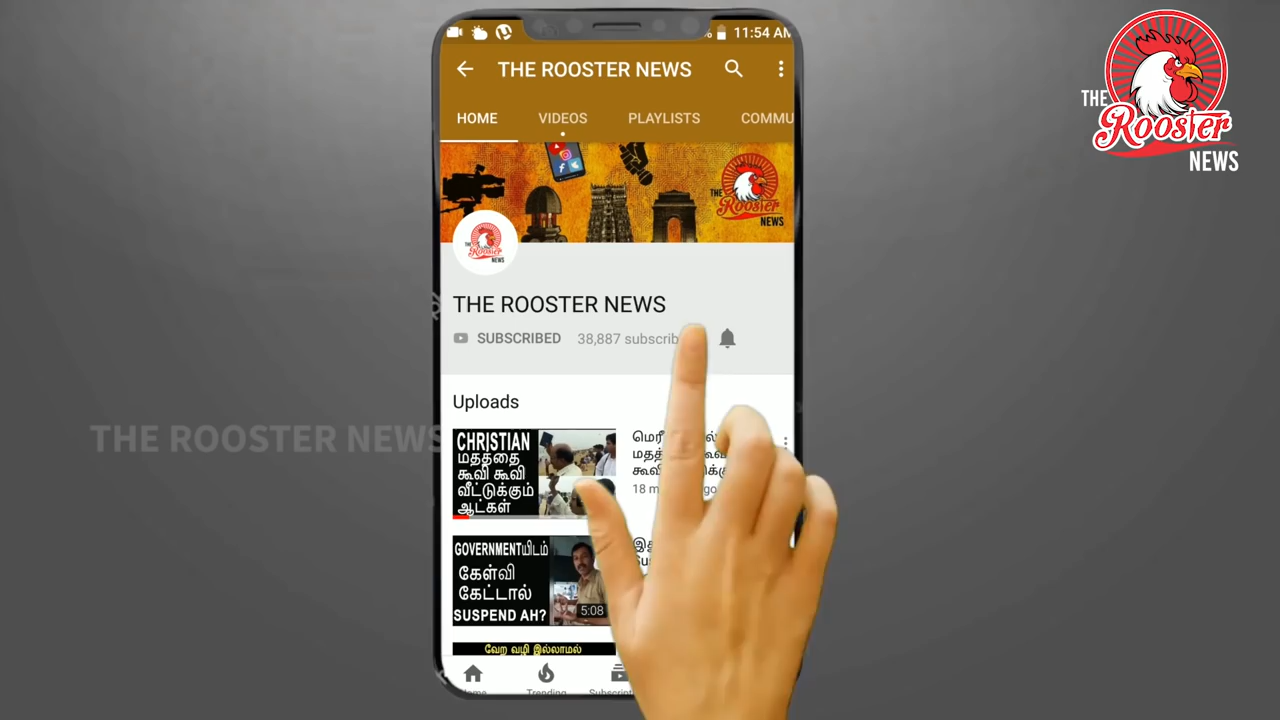 11:54 AM
THE ROOSTER NEWS
HOME VIDEOS PLAYLISTS COMMU
THE
Rooster
NEWS
THE
Rooster
NEWS
THE ROOSTER NEWS
SUBSCRIBED 38,887 subscrib
Uploads
THE ROOSTER NEWS
CHRISTIAN
மதத்தை
கூவி கூவி
வீட்டுக்கும்
ஆட்கள்
18
GOVERNMENTயிடம்
கேள்வி
கேட்டால்
SUSPEND AH?
5:08
வேற வழி இல்லாமல்
Home Trending